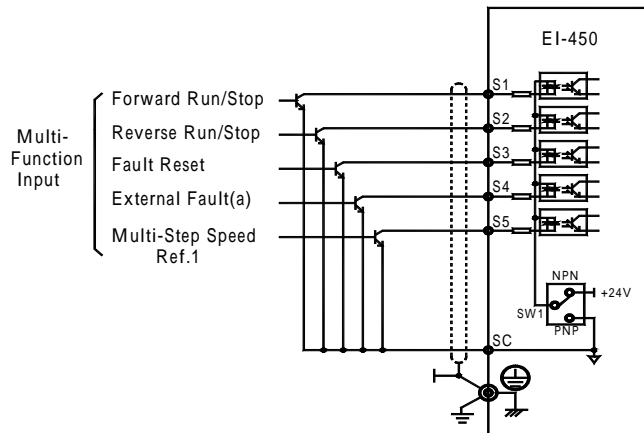 EI-450
Multi-
Function
Input
Forward Run/Stop
Reverse Run/Stop
Fault Reset
External Fault(a)
Multi-Step Speed
Ref.1
S1
S2
S3
S4
S5
NPN
+24V
SW1
PNP
SC